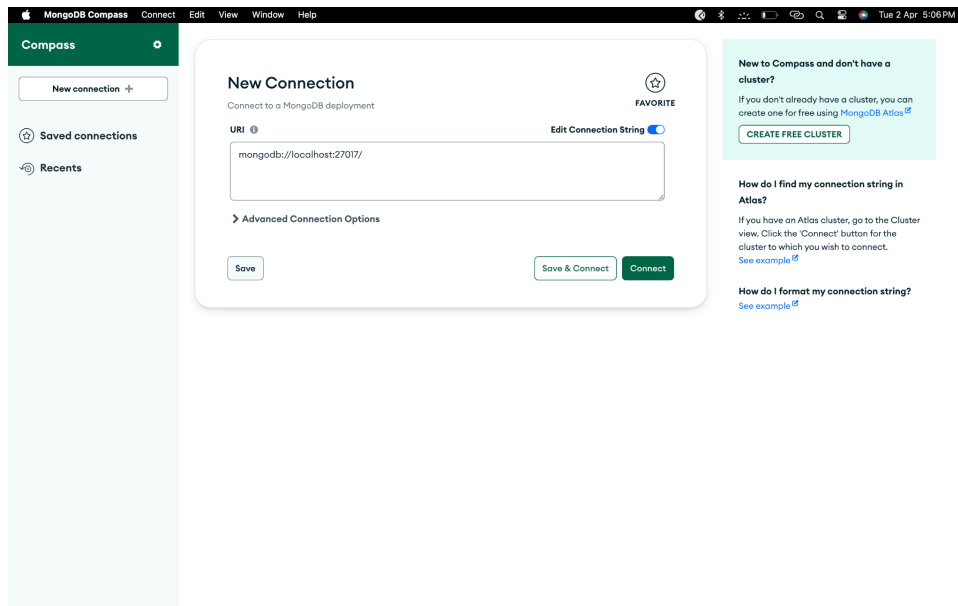 MongoDB Compass Connect Edit View Window Help Tue 2 Apr 5:06 PM
Compass
New connection +
Saved connections
Recents
New Connection
Connect to a MongoDB deployment
FAVORITE
URI
Edit Connection String
mongodb://localhost:27017/
Advanced Connection Options
Save
Save & Connect
Connect
New to Compass and don't have a
cluster?
If you don't already have a cluster, you can
create one for free using MongoDB Atlas
CREATE FREE CLUSTER
How do I find my connection string in
Atlas?
If you have an Atlas cluster, go to the Cluster
view. Click the 'Connect' button for the
cluster to which you wish to connect.
See example
How do I format my connection string?
See example